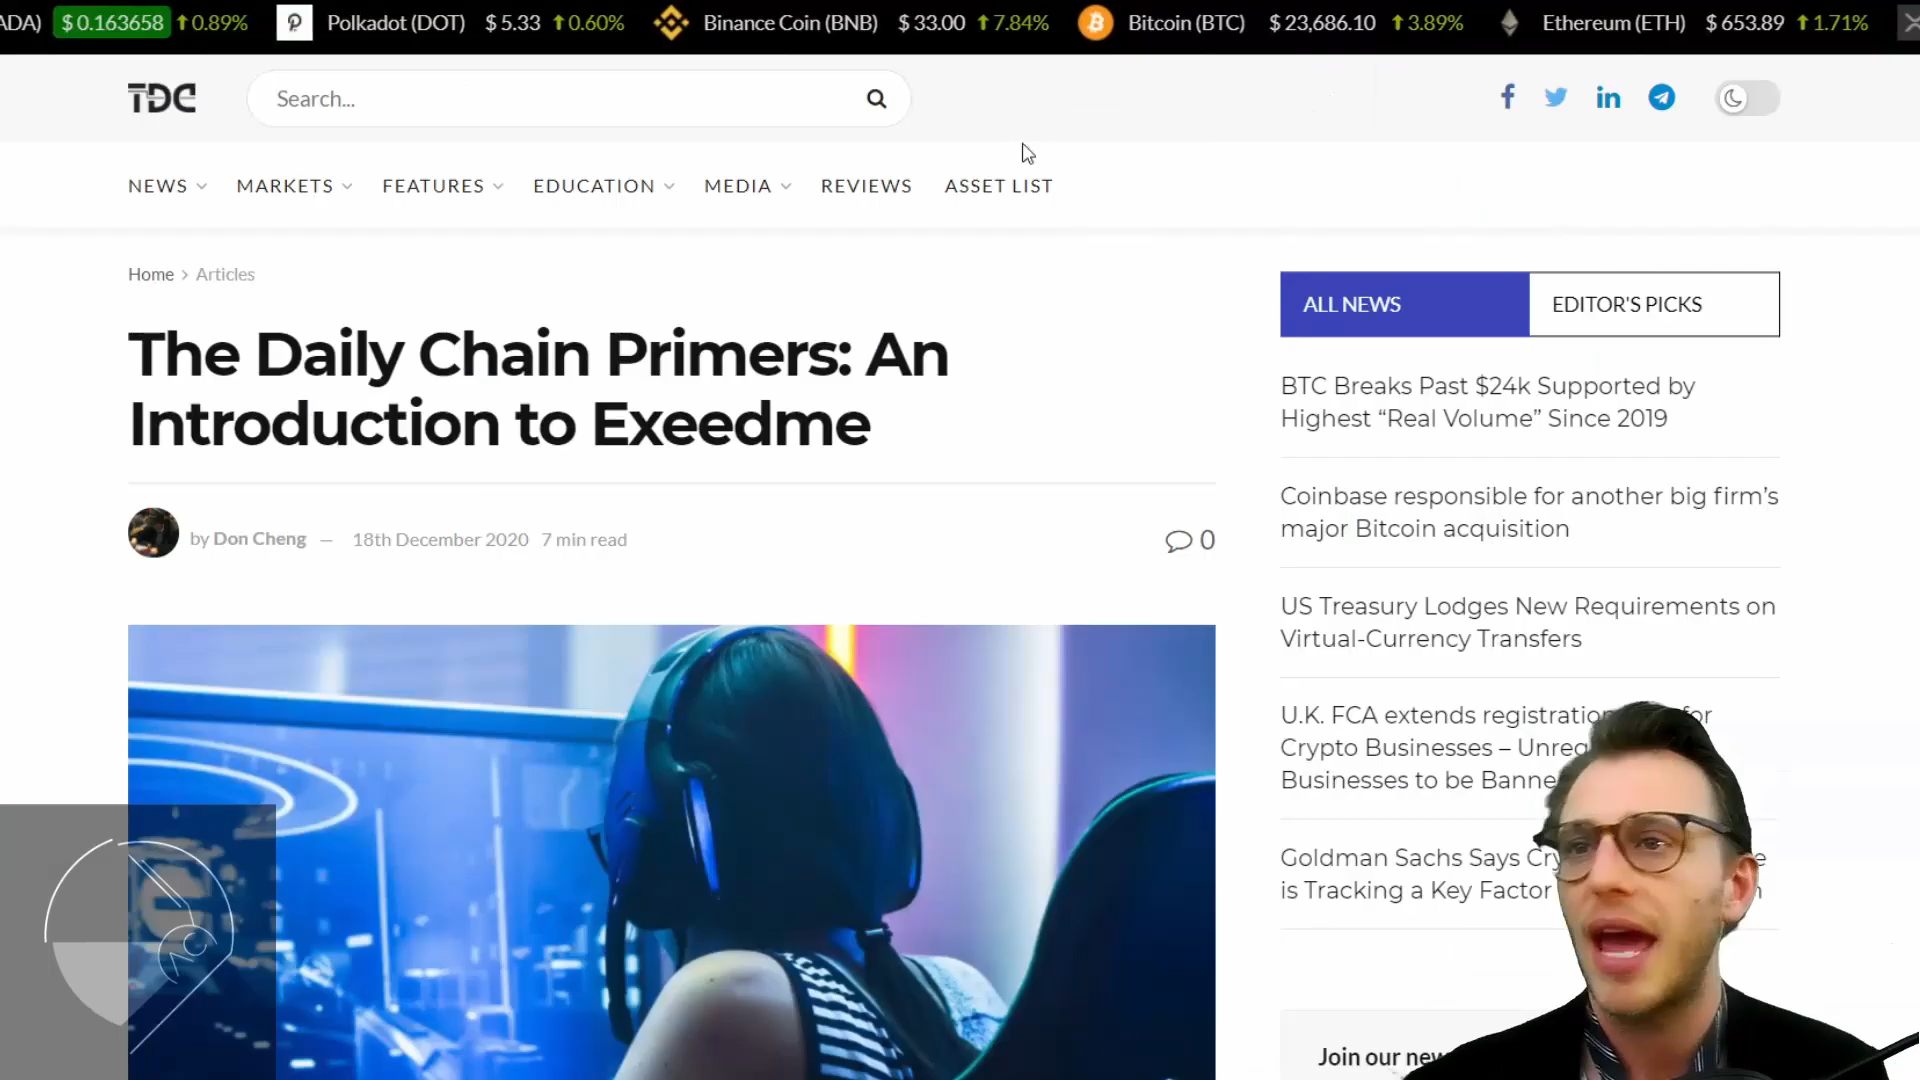 ADA) $ 0.163658 0.89% Polkadot (DOT) $ 5.33 0.60% Binance Coin (BNB) $ 33.00 7.84% Bitcoin (BTC) $ 23,686.10 3.89% Ethereum (ETH) $ 653.89 1.71%
TDC Search...
NEWS MARKETS FEATURES EDUCATION MEDIA REVIEWS ASSET LIST
Home > Articles
The Daily Chain Primers: An
Introduction to Exeedme
by Don Cheng — 18th December 2020 7 min read 0
ALL NEWS EDITOR'S PICKS
BTC Breaks Past $24k Supported by
Highest “Real Volume” Since 2019
Coinbase responsible for another big firm’s
major Bitcoin acquisition
US Treasury Lodges New Requirements on
Virtual-Currency Transfers
U.K. FCA extends for
Crypto Businesses –
Businesses to be
Goldman Sachs Says
is Tracking a Key Factor
Join our